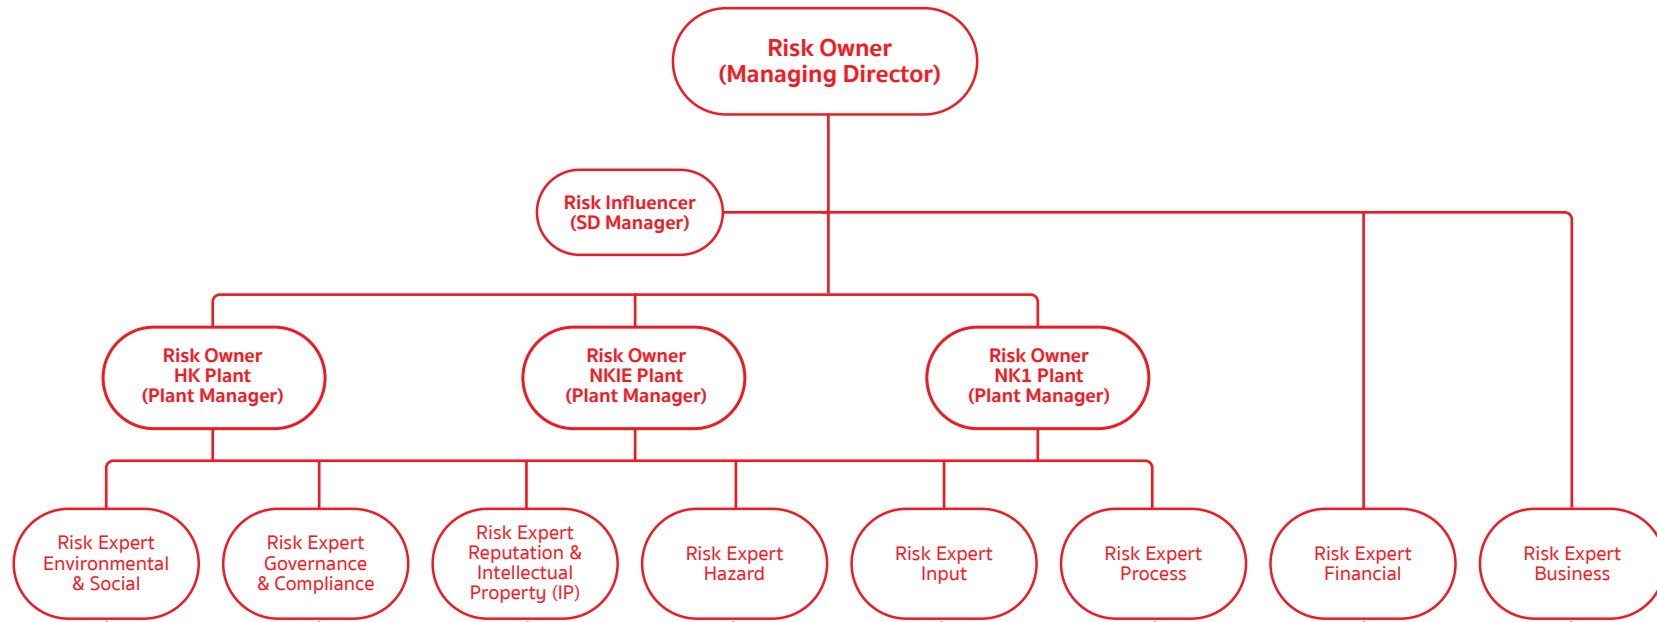 Risk Owner
(Managing Director)
Risk Influencer
(SD Manager)
Risk Owner
HK Plant
(Plant Manager)
Risk Owner
NKIE Plant
(Plant Manager)
Risk Owner
NK1 Plant
(Plant Manager)
Risk Expert
Environmental
& Social
Risk Expert
Governance
& Compliance
Risk Expert
Reputation &
Intellectual
Property (IP)
Risk Expert
Hazard
Risk Expert
Input
Risk Expert
Process
Risk Expert
Financial
Risk Expert
Business